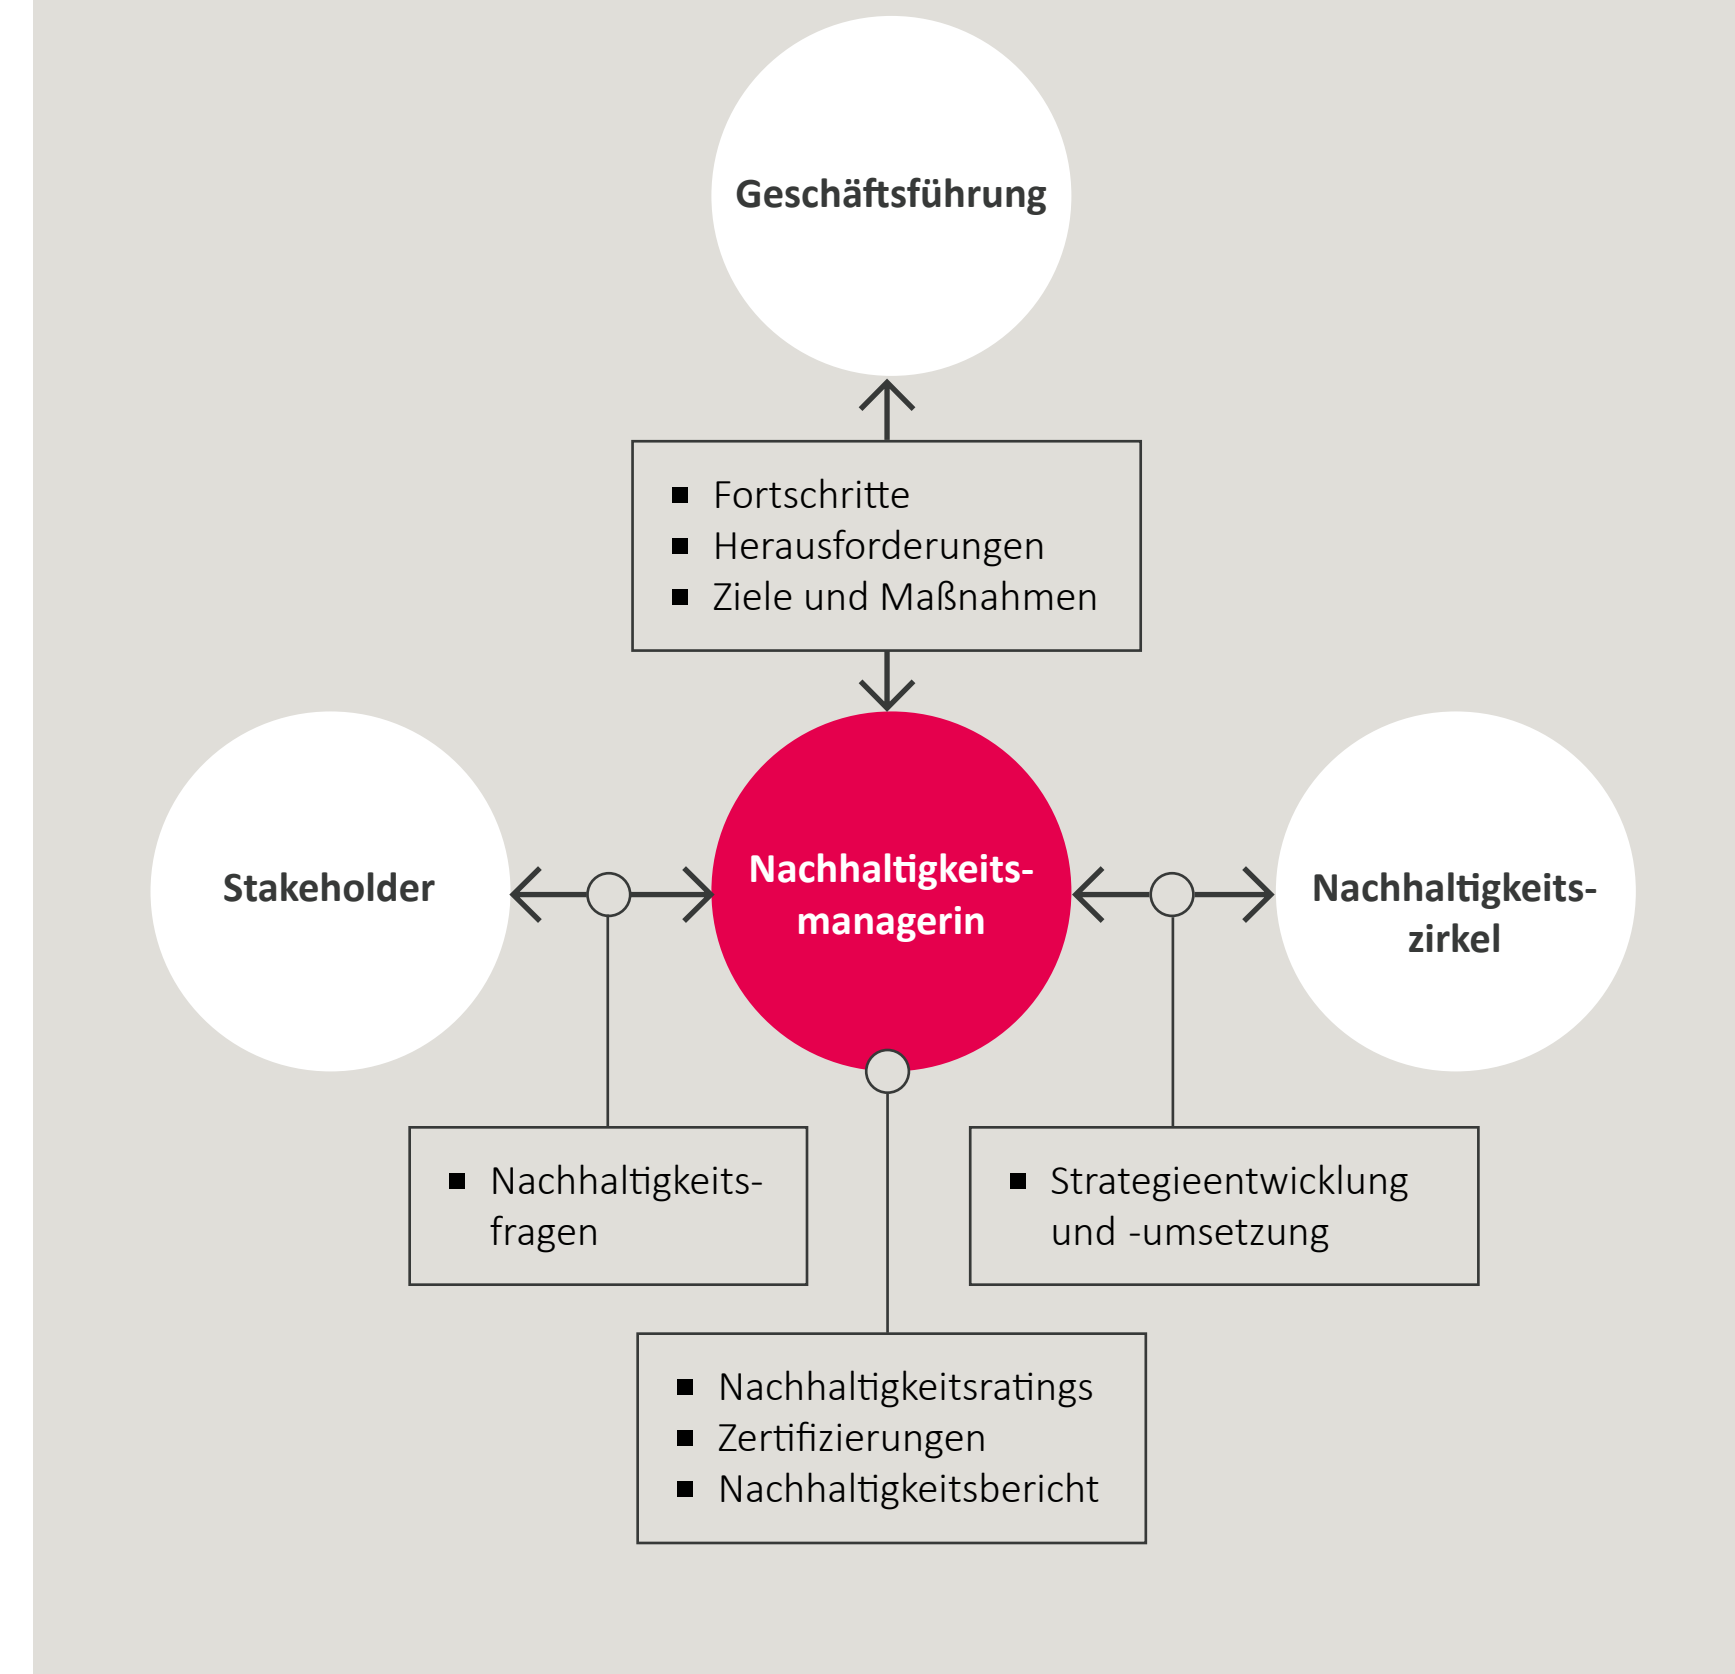 Geschäftsführung
■ Fortschritte
■ Herausforderungen
■ Ziele und Maßnahmen
Stakeholder
Nachhaltigkeits-
managerin
Nachhaltigkeits-
zirkel
■ Nachhaltigkeits-
fragen
■ Strategieentwicklung
und -umsetzung
■ Nachhaltigkeitsratings
■ Zertifizierungen
■ Nachhaltigkeitsbericht